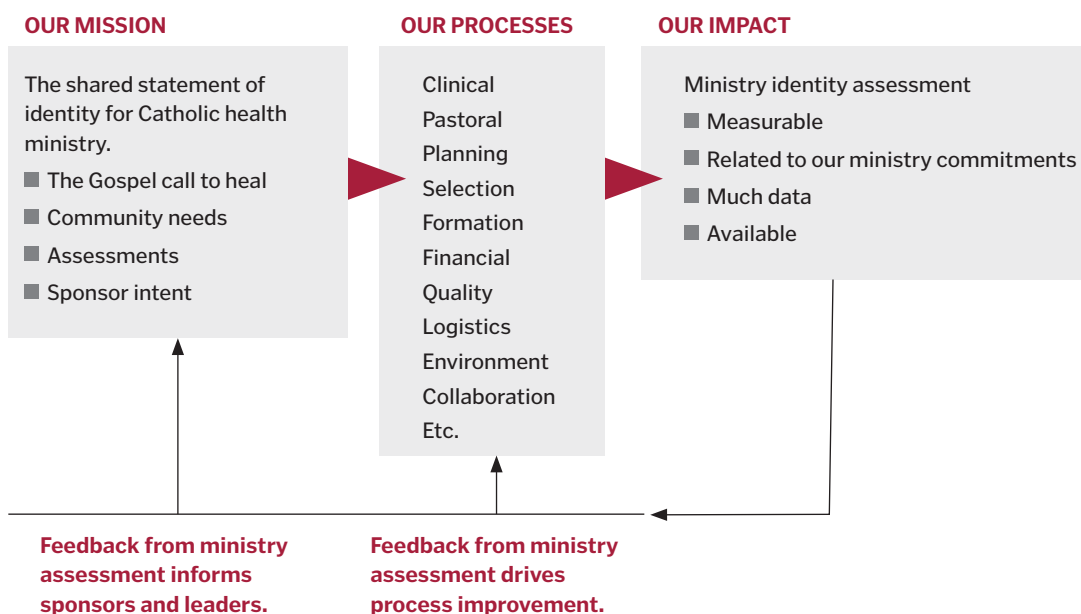 OUR MISSION
The shared statement of
identity for Catholic health
ministry.
The Gospel call to heal
Community needs
Assessments
Sponsor intent
OUR PROCESSES
Clinical
Pastoral
Planning
Selection
Formation
Financial
Quality
Logistics
Environment
Collaboration
Etc.
OUR IMPACT
Ministry identity assessment
Measurable
Related to our ministry commitments
Much data
Available
Feedback from ministry
assessment informs
sponsors and leaders.
Feedback from ministry
assessment drives
process improvement.